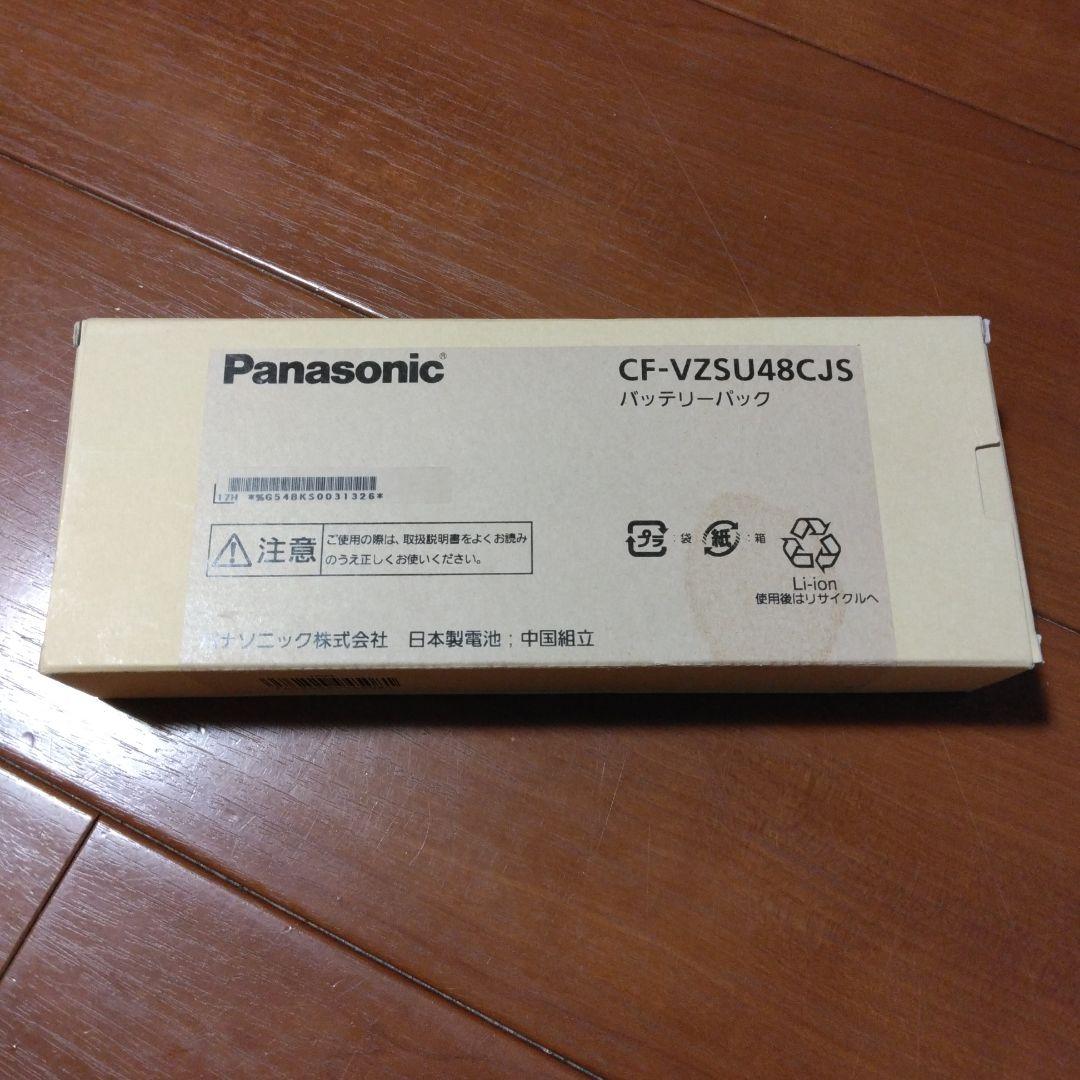 Panasonic®
CF-VZSU48CJS
バッテリーパック
17H *%G548KS0031326*
注意
ご使用の際は、取扱説明書をよくお読み
のうえ正しくお使いください。
プラ :袋 紙 :箱
Li-ion
使用後はリサイクルへ
パナソニック株式会社 日本製電池;中国組立